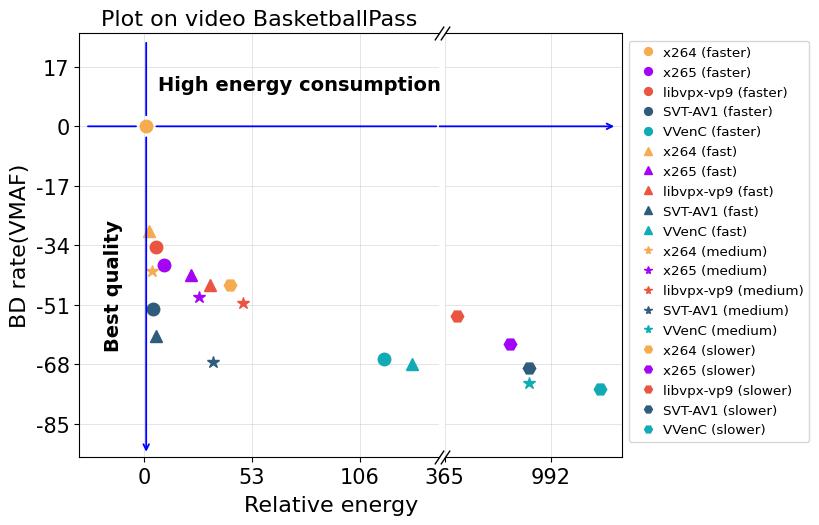 Plot on video BasketballPass
17
0
-17
-34
-51
-68
-85
BD rate(VMAF)
High energy consumption
Best quality
0
53
106
365
992
Relative energy
x264 (faster)
x265 (faster)
libvpx-vp9 (faster)
SVT-AV1 (faster)
VVenC (faster)
x264 (fast)
x265 (fast)
libvpx-vp9 (fast)
SVT-AV1 (fast)
VVenC (fast)
x264 (medium)
x265 (medium)
libvpx-vp9 (medium)
SVT-AV1 (medium)
VVenC (medium)
x264 (slower)
x265 (slower)
libvpx-vp9 (slower)
SVT-AV1 (slower)
VVenC (slower)